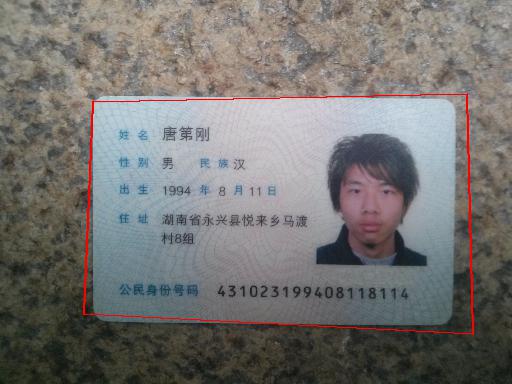 姓名 唐第刚
性别 男 民族 汉
出生 1994 年 8 月 11 日
住址 湖南省永兴县悦来乡马渡
村8组
公民身份号码 431023199408118114